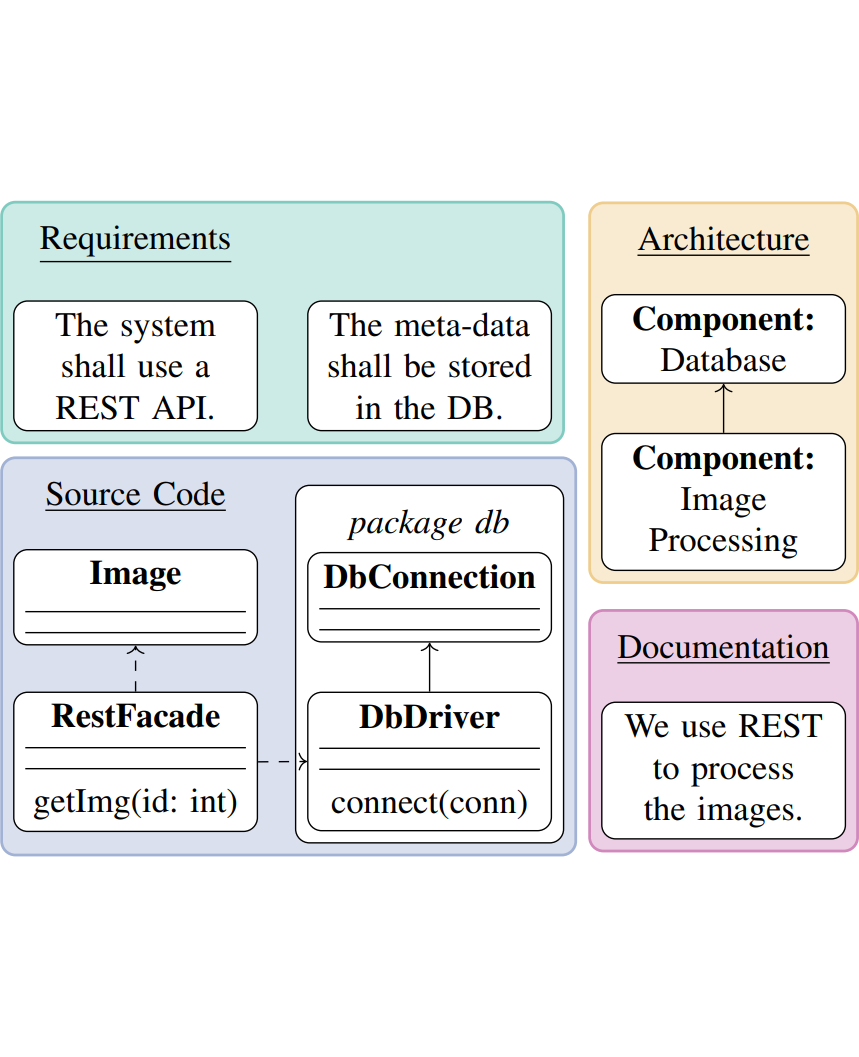 Requirements
The system
shall use a
REST API.
The meta-data
shall be stored
in the DB.
Architecture
Component:
Database
Component:
Image
Processing
Source Code
Image
RestFacade
getImg(id: int)
package db
DbConnection
DbDriver
connect(conn)
Documentation
We use REST
to process
the images.